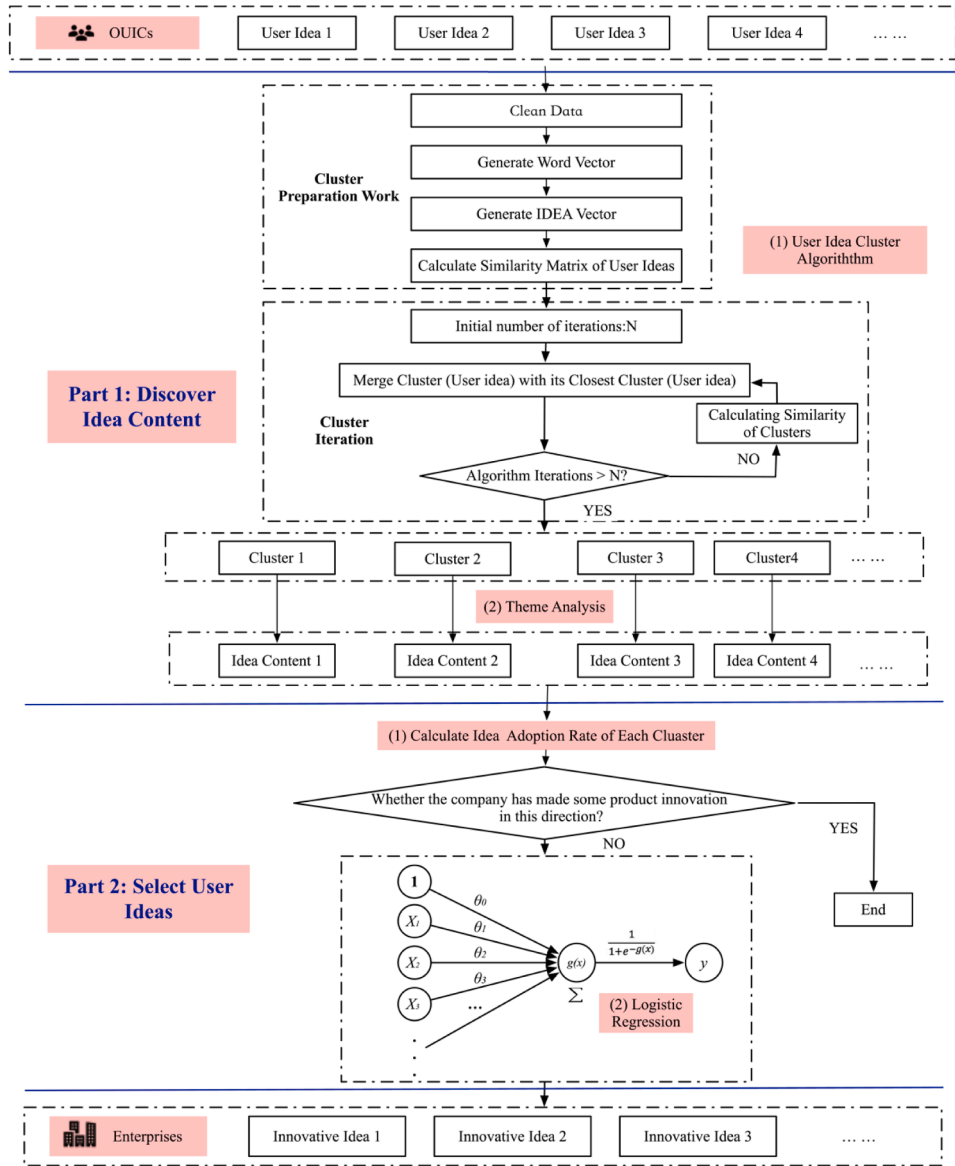 OUICs
User Idea 1
User Idea 2
User Idea 3
User Idea 4
... ...
Clean Data
Generate Word Vector
Cluster
Preparation Work
Generate IDEA Vector
Calculate Similarity Matrix of User Ideas
(1) User Idea Cluster
Algoriththm
Initial number of iterations:N
Merge Cluster (User idea) with its Closest Cluster (User idea)
Part 1: Discover
Idea Content
Cluster
Iteration
Calculating Similarity
of Clusters
NO
Algorithm Iterations > N?
YES
Cluster 1
Cluster 2
Cluster 3
Cluster4
... ...
(2) Theme Analysis
Idea Content 1
Idea Content 2
Idea Content 3
Idea Content 4
... ...
(1) Calculate Idea Adoption Rate of Each Cluaster
Whether the company has made some product innovation
in this direction?
YES
NO
End
Part 2: Select User
Ideas
1
θ0
X1
θ1
X2
θ2
X3
θ3
...
g(x)
Σ
1
1+e^-g(x)
y
(2) Logistic
Regression
Enterprises
Innovative Idea 1
Innovative Idea 2
Innovative Idea 3
... ...